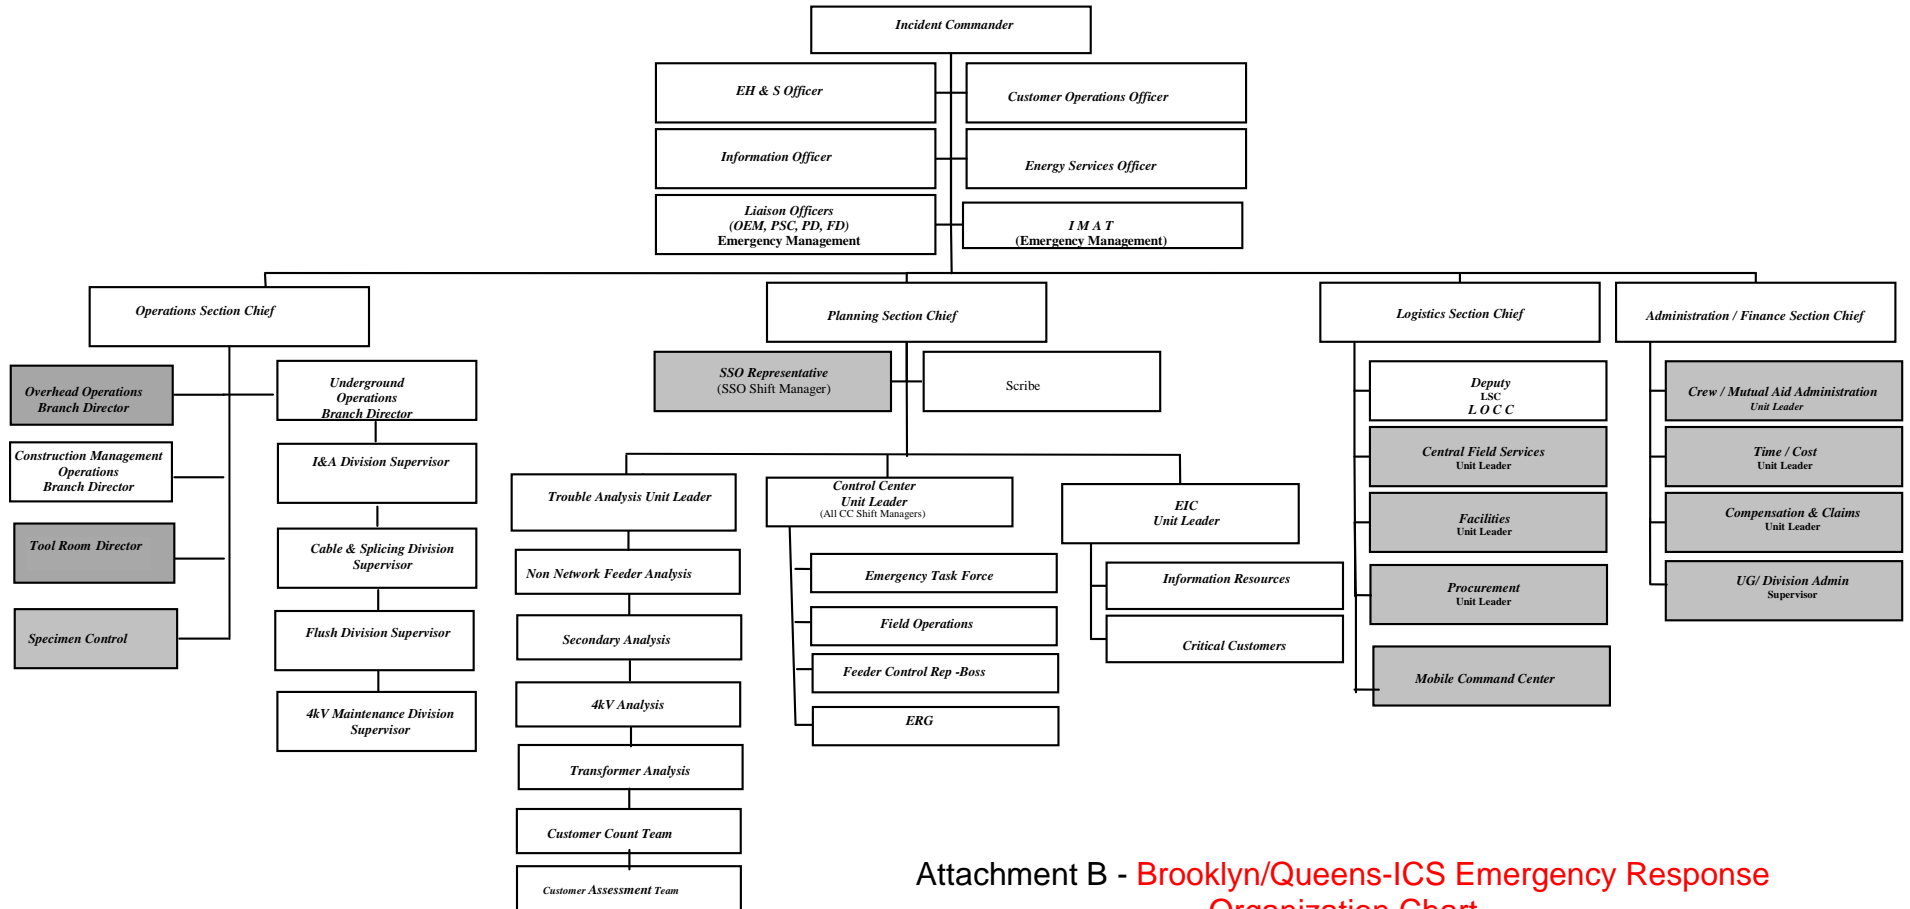 Incident Commander
EH & S Officer
Customer Operations Officer
Information Officer
Energy Services Officer
Liaison Officers
(OEM, PSC, PD, FD)
Emergency Management
I M A T
(Emergency Management)
Operations Section Chief
Planning Section Chief
Logistics Section Chief
Administration / Finance Section Chief
Overhead Operations
Branch Director
Underground
Operations
Branch Director
Construction Management
Operations
Branch Director
I&A Division Supervisor
Tool Room Director
Cable & Splicing Division
Supervisor
Specimen Control
Flush Division Supervisor
4kV Maintenance Division
Supervisor
SSO Representative
(SSO Shift Manager)
Scribe
Trouble Analysis Unit Leader
Non Network Feeder Analysis
Secondary Analysis
4kV Analysis
Transformer Analysis
Customer Count Team
Customer Assessment Team
Control Center
Unit Leader
(All CC Shift Managers)
Emergency Task Force
Field Operations
Feeder Control Rep -Boss
ERG
EIC
Unit Leader
Information Resources
Critical Customers
Deputy
LSC
L O C C
Central Field Services
Unit Leader
Facilities
Unit Leader
Procurement
Unit Leader
Mobile Command Center
Crew / Mutual Aid Administration
Unit Leader
Time / Cost
Unit Leader
Compensation & Claims
Unit Leader
UG/ Division Admin
Supervisor
Attachment B - Brooklyn/Queens-ICS Emergency Response
Organization Chart